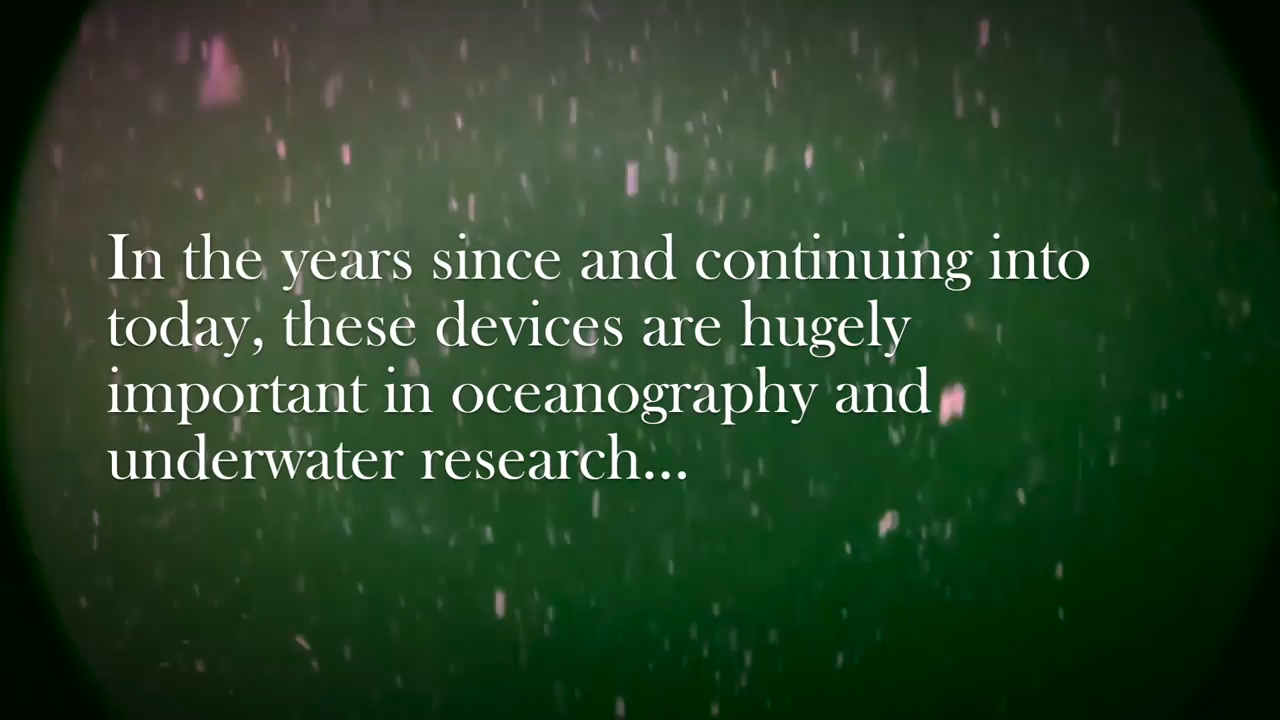 In the years since and continuing into
today, these devices are hugely
important in oceanography and
underwater research...